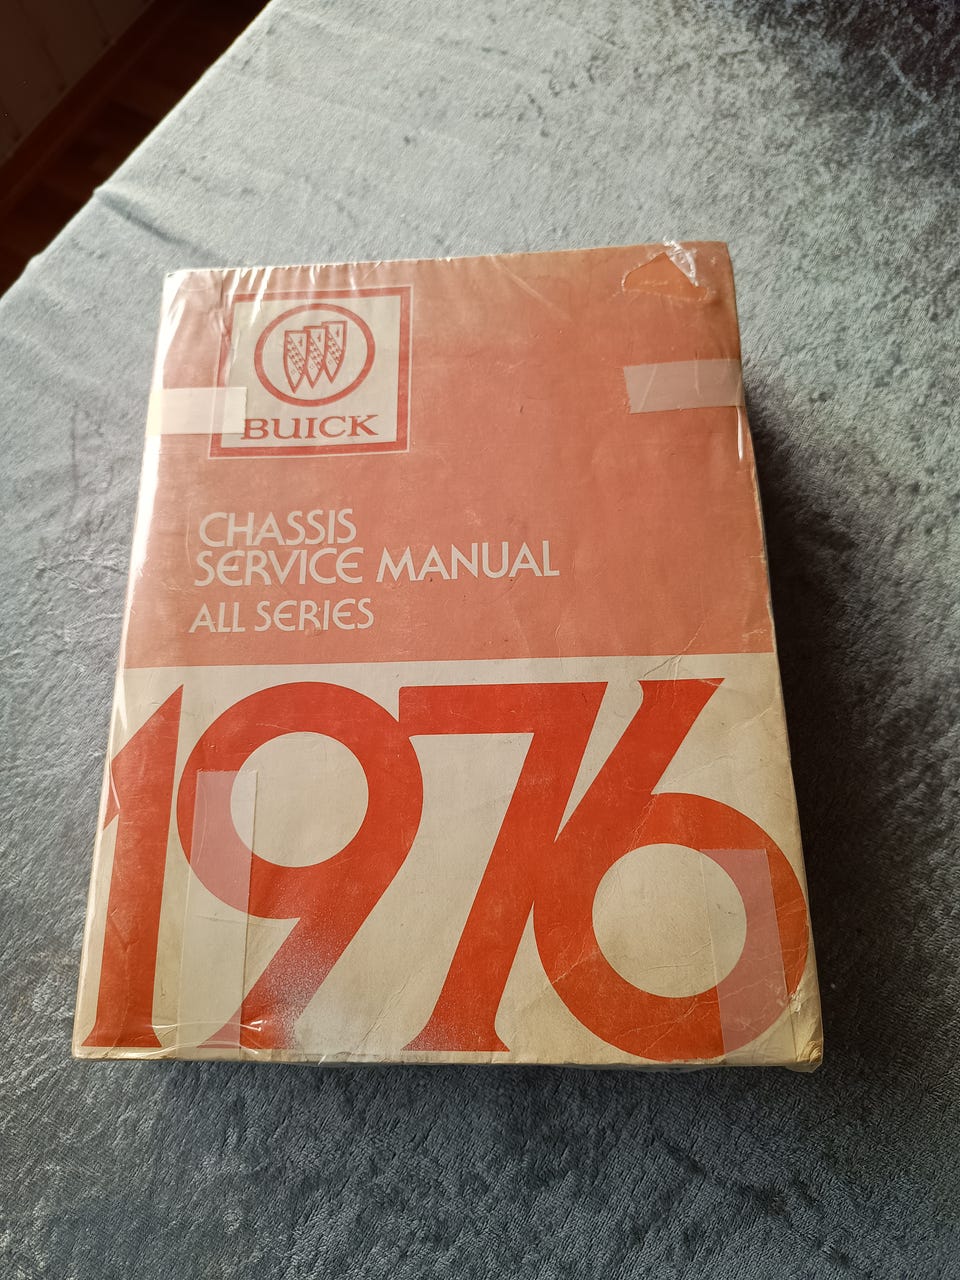 BUICK
CHASSIS
SERVICE MANUAL
ALL SERIES
1976